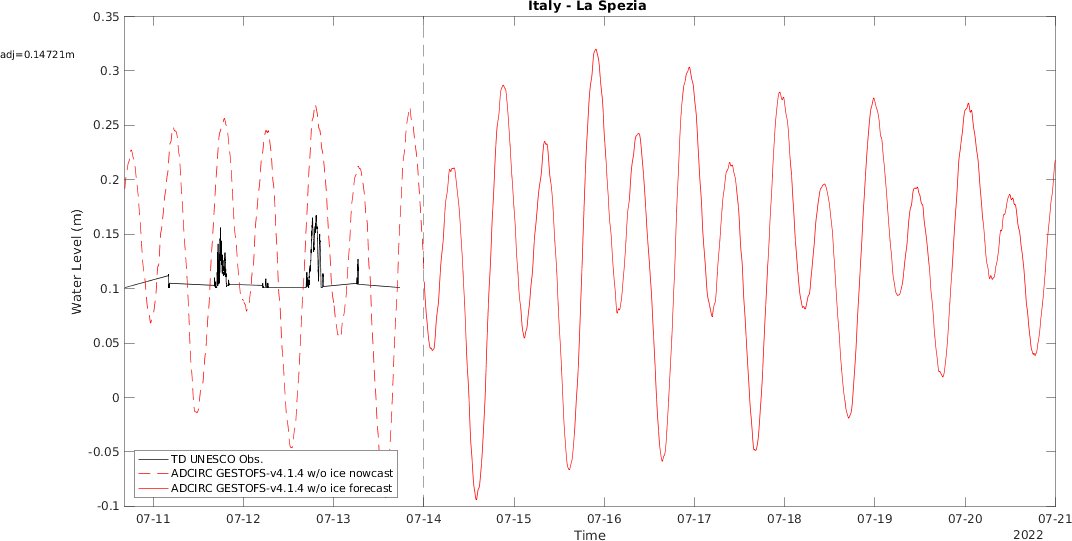 Italy - La Spezia
adj=0.14721m
Water Level (m)
0.35
0.3
0.25
0.2
0.15
0.1
0.05
0
-0.05
-0.1
TD UNESCO Obs.
ADCIRC GESTOFS-v4.1.4 w/o ice nowcast
ADCIRC GESTOFS-v4.1.4 w/o ice forecast
07-11 07-12 07-13 07-14 07-15 07-16 07-17 07-18 07-19 07-20 07-21
Time
2022